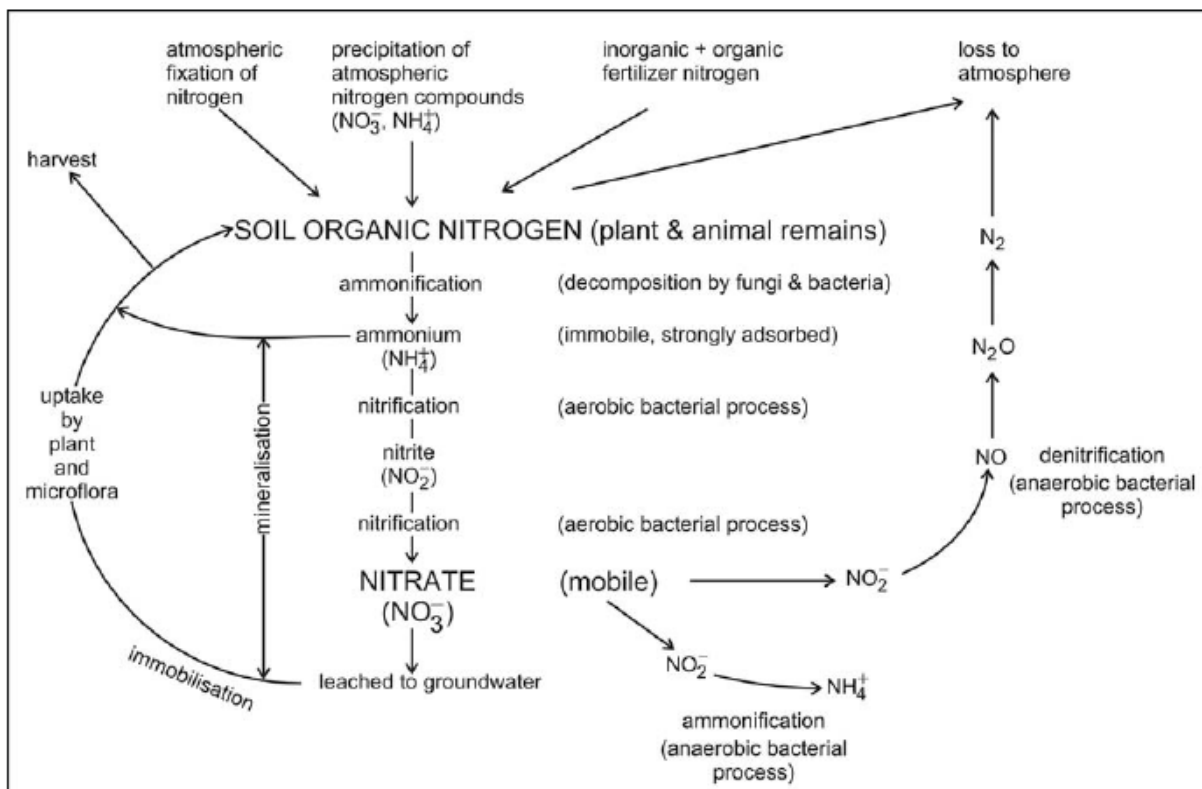 atmospheric
fixation of
nitrogen
precipitation of
atmospheric
nitrogen compounds
(NO₃⁻, NH₄⁺)
inorganic + organic
fertilizer nitrogen
loss to
atmosphere
harvest
SOIL ORGANIC NITROGEN (plant & animal remains)
N₂
ammonification
(decomposition by fungi & bacteria)
ammonium
(NH₄⁺)
(immobile, strongly adsorbed)
N₂O
uptake
by
plant
and
microflora
mineralisation
nitrification
(aerobic bacterial process)
nitrite
(NO₂⁻)
NO
denitrification
(anaerobic bacterial
process)
nitrification
(aerobic bacterial process)
NITRATE
(NO₃⁻)
(mobile)
NO₂⁻
immobilisation
leached to groundwater
NO₂⁻
NH₄⁺
ammonification
(anaerobic bacterial
process)